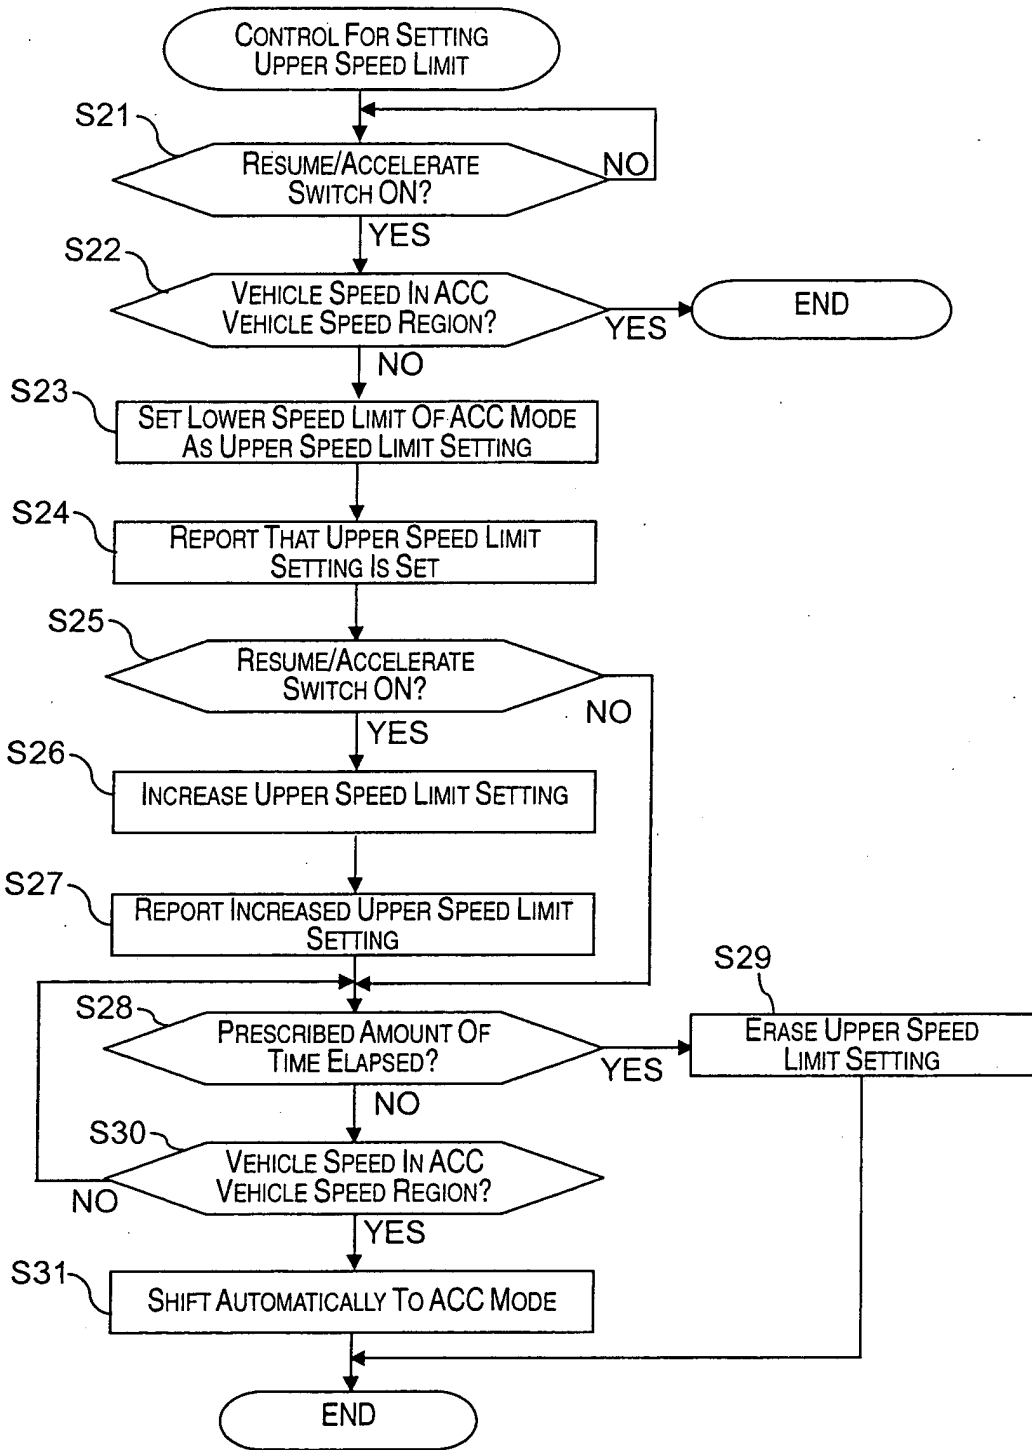 CONTROL FOR SETTING
UPPER SPEED LIMIT
S21
RESUME/ACCELERATE
SWITCH ON?
NO
YES
S22
VEHICLE SPEED IN ACC
VEHICLE SPEED REGION?
YES
END
NO
S23
SET LOWER SPEED LIMIT OF ACC MODE
AS UPPER SPEED LIMIT SETTING
S24
REPORT THAT UPPER SPEED LIMIT
SETTING IS SET
S25
RESUME/ACCELERATE
SWITCH ON?
NO
YES
S26
INCREASE UPPER SPEED LIMIT SETTING
S27
REPORT INCREASED UPPER SPEED LIMIT
SETTING
S28
PRESCRIBED AMOUNT OF
TIME ELAPSED?
YES
S29
ERASE UPPER SPEED
LIMIT SETTING
NO
S30
VEHICLE SPEED IN ACC
VEHICLE SPEED REGION?
NO
YES
S31
SHIFT AUTOMATICALLY TO ACC MODE
END